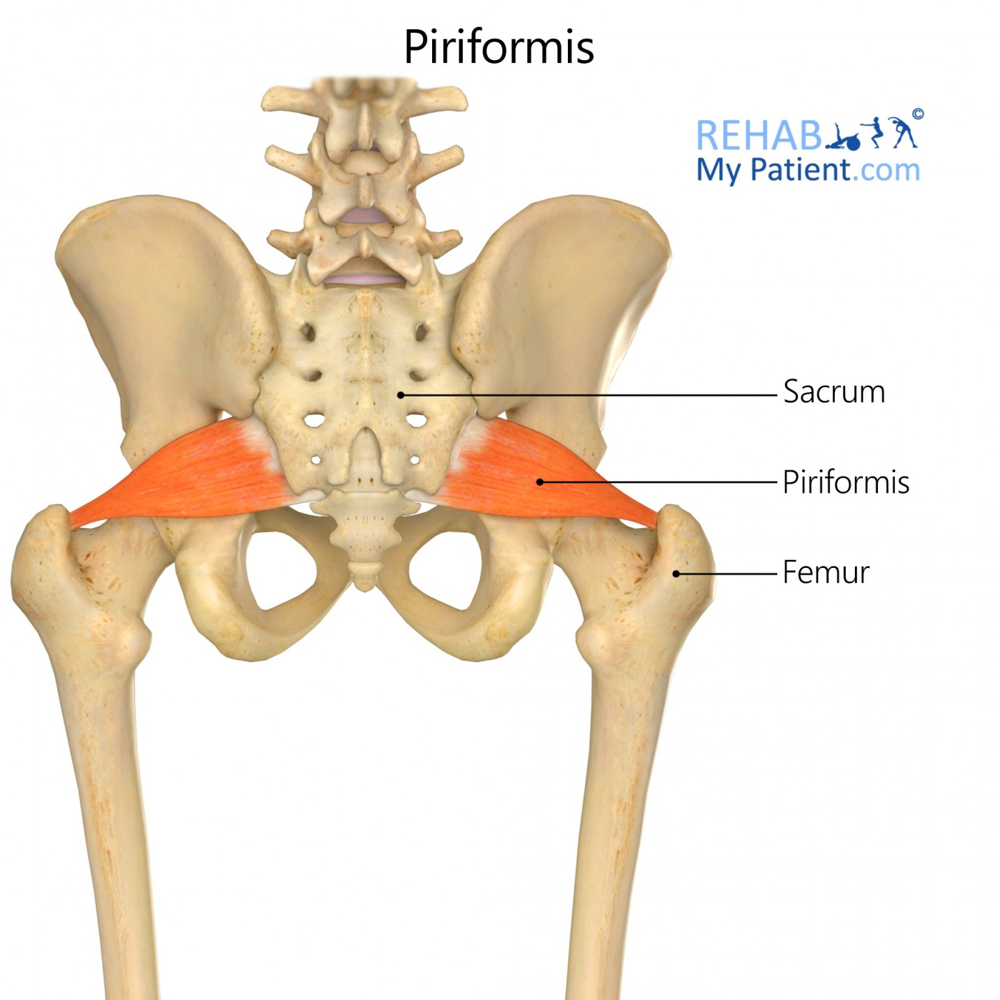 Piriformis
REHAB ©
My Patient.com
Sacrum
Piriformis
Femur